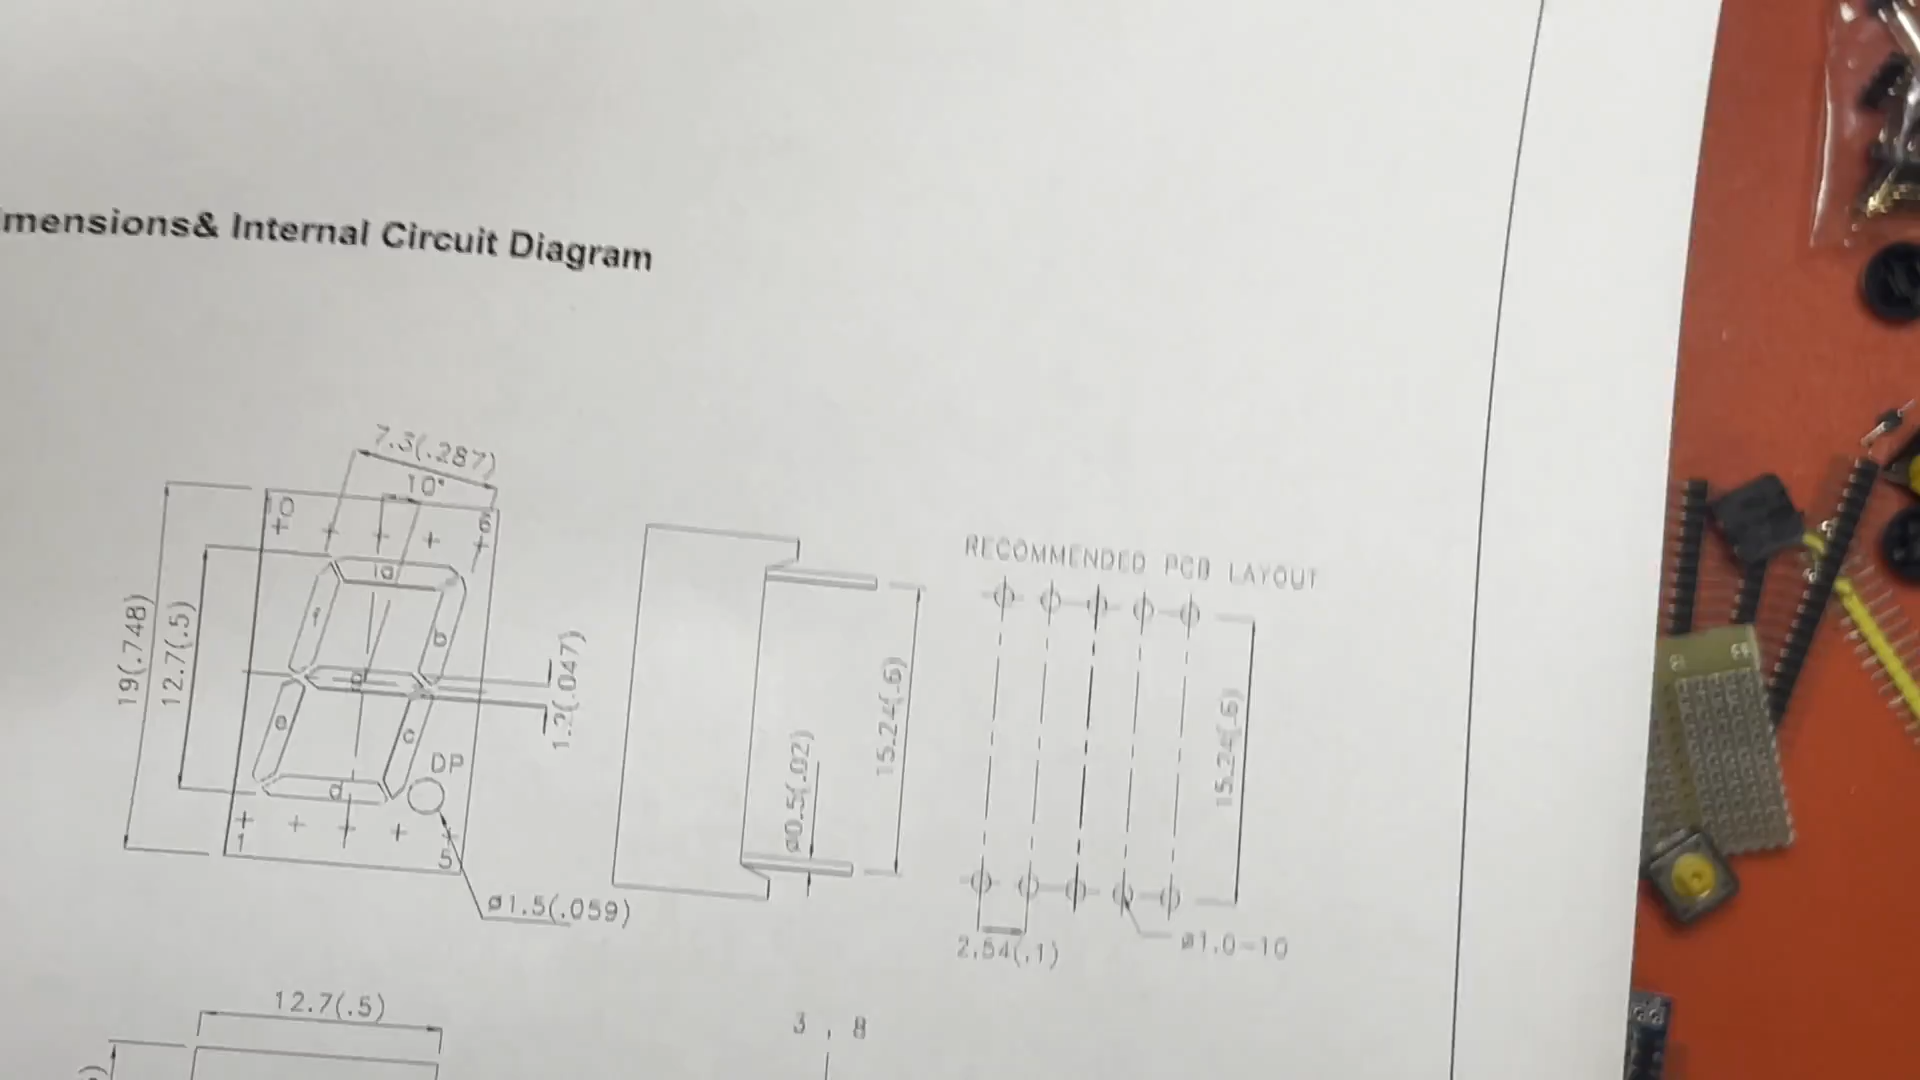 mensions& Internal Circuit Diagram
7.3(.287)
10°
10
6
a
f
b
g
e
c
d
DP
1
5
19(.748)
12.7(.5)
1.2(.047)
ø1.5(.059)
ø0.5(.02)
15.24(.6)
RECOMMENDED PCB LAYOUT
15.24(.6)
2.54(.1)
ø1.0-10
12.7(.5)
3 , 8